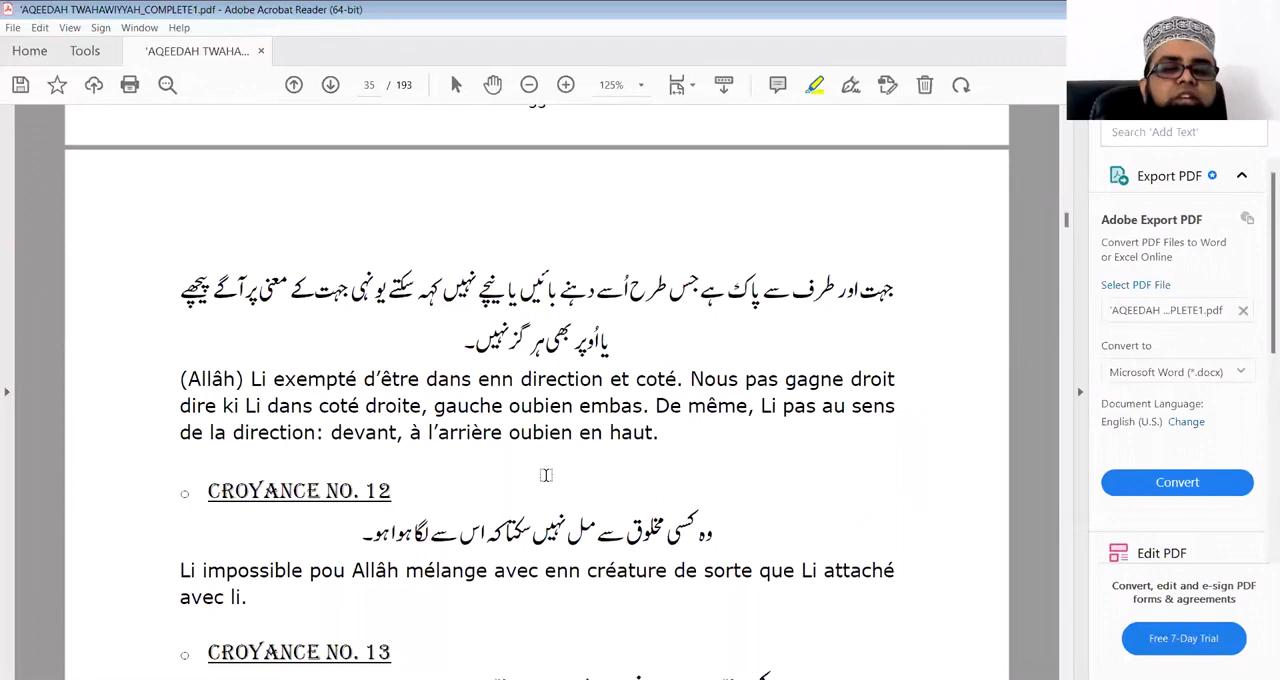 'AQEEDAH TWAHAWIYYAH_COMPLETE1.pdf - Adobe Acrobat Reader (64-bit)
File Edit View Sign Window Help
Home Tools 'AQEEDAH TWAHA... ×
35 / 193 125%
Search 'Add Text'
Export PDF
Adobe Export PDF
Convert PDF Files to Word
or Excel Online
Select PDF File
'AQEEDAH ...PLETE1.pdf
Convert to
Microsoft Word (*.docx)
Document Language:
English (U.S.) Change
Convert
Edit PDF
Convert, edit and e-sign PDF
forms & agreements
Free 7-Day Trial
جہت اور طرف سے پاک ہے جس طرح اُسے دہنے بائیں یا نیچے نہیں کہہ سکتے یونہی جہت کے معنی پر آگے پیچھے
یا اُوپر بھی ہر گز نہیں۔
(Allâh) Li exempté d’être dans enn direction et coté. Nous pas gagne droit
dire ki Li dans coté droite, gauche oubien embas. De même, Li pas au sens
de la direction: devant, à l’arrière oubien en haut.
CROYANCE NO. 12
وہ کسی مخلوق سے مل نہیں سکتا کہ اس سے لگا ہوا ہو۔
Li impossible pou Allâh mélange avec enn créature de sorte que Li attaché
avec li.
CROYANCE NO. 13